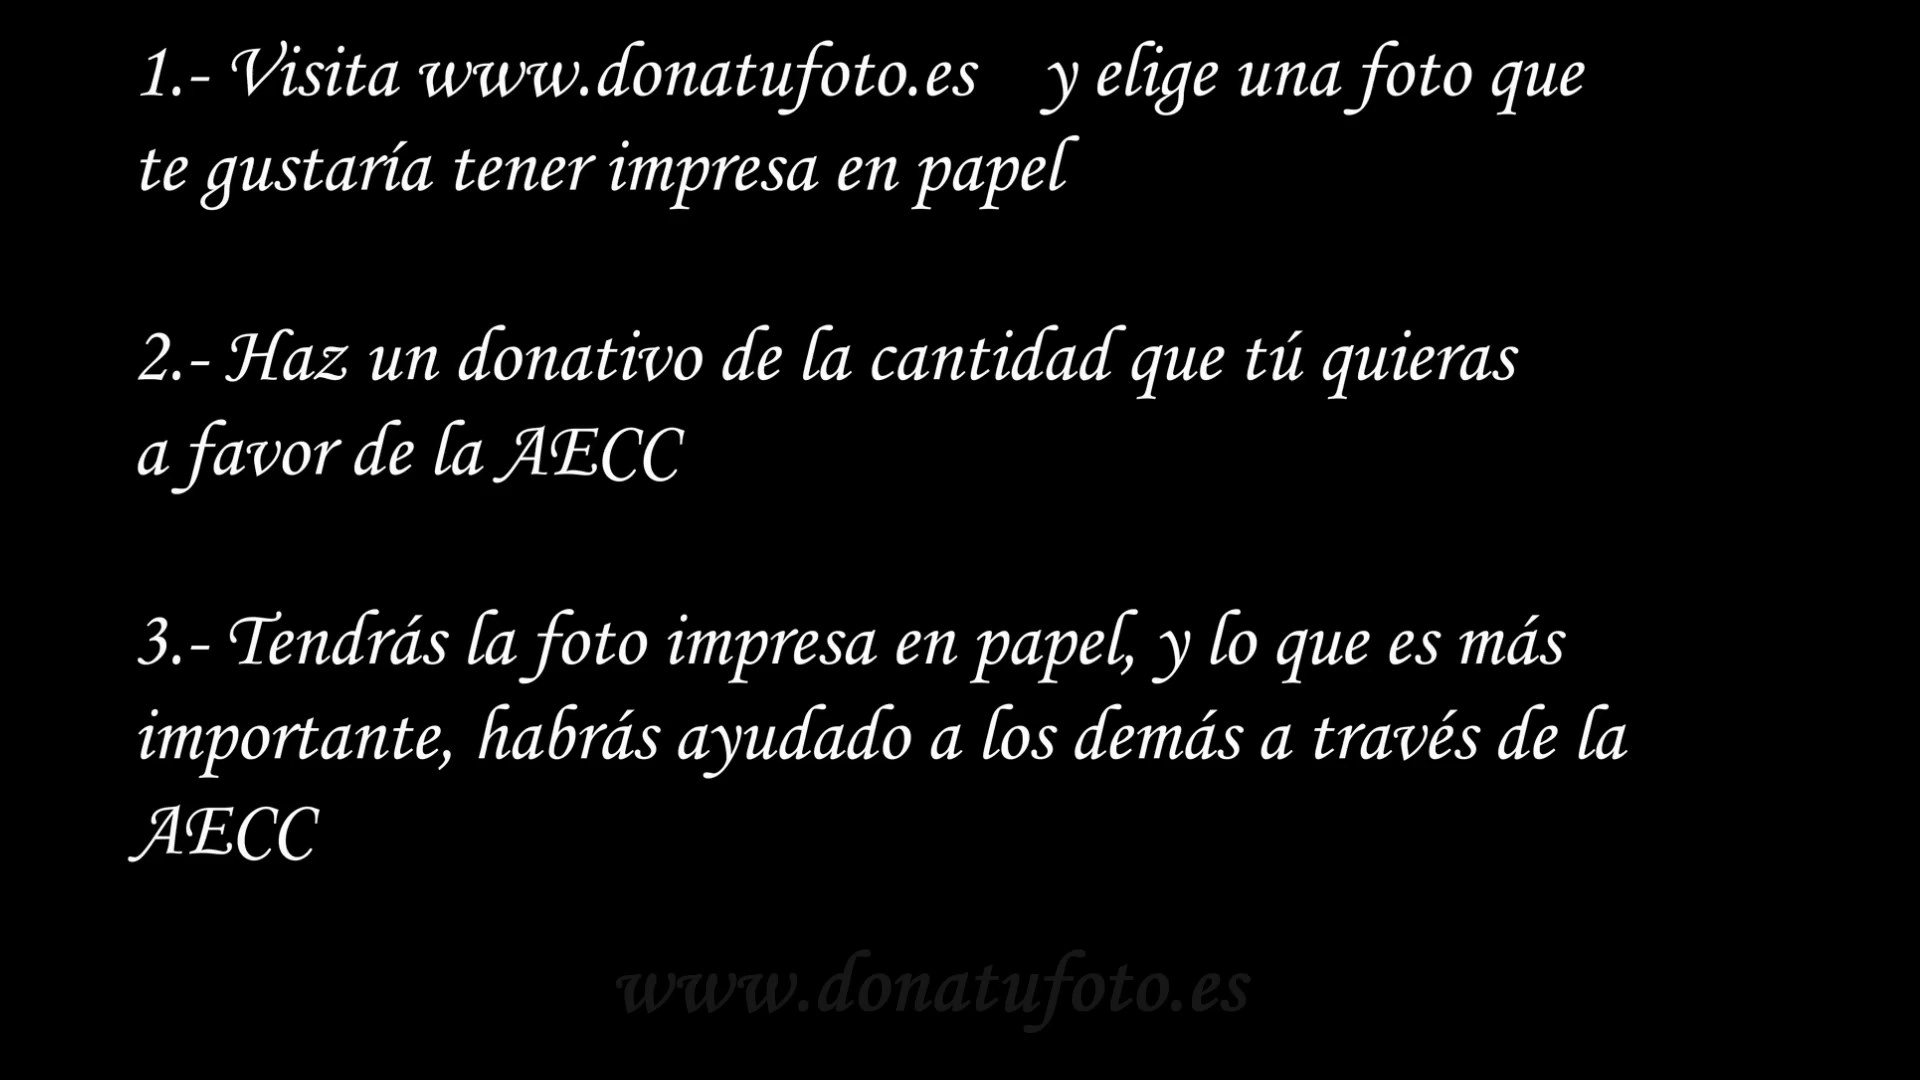 1.- Visita www.donatufoto.es y elige una foto que
te gustaría tener impresa en papel
2.- Haz un donativo de la cantidad que tú quieras
a favor de la AECC
3.- Tendrás la foto impresa en papel, y lo que es más
importante, habrás ayudado a los demás a través de la
AECC
www.donatufoto.es